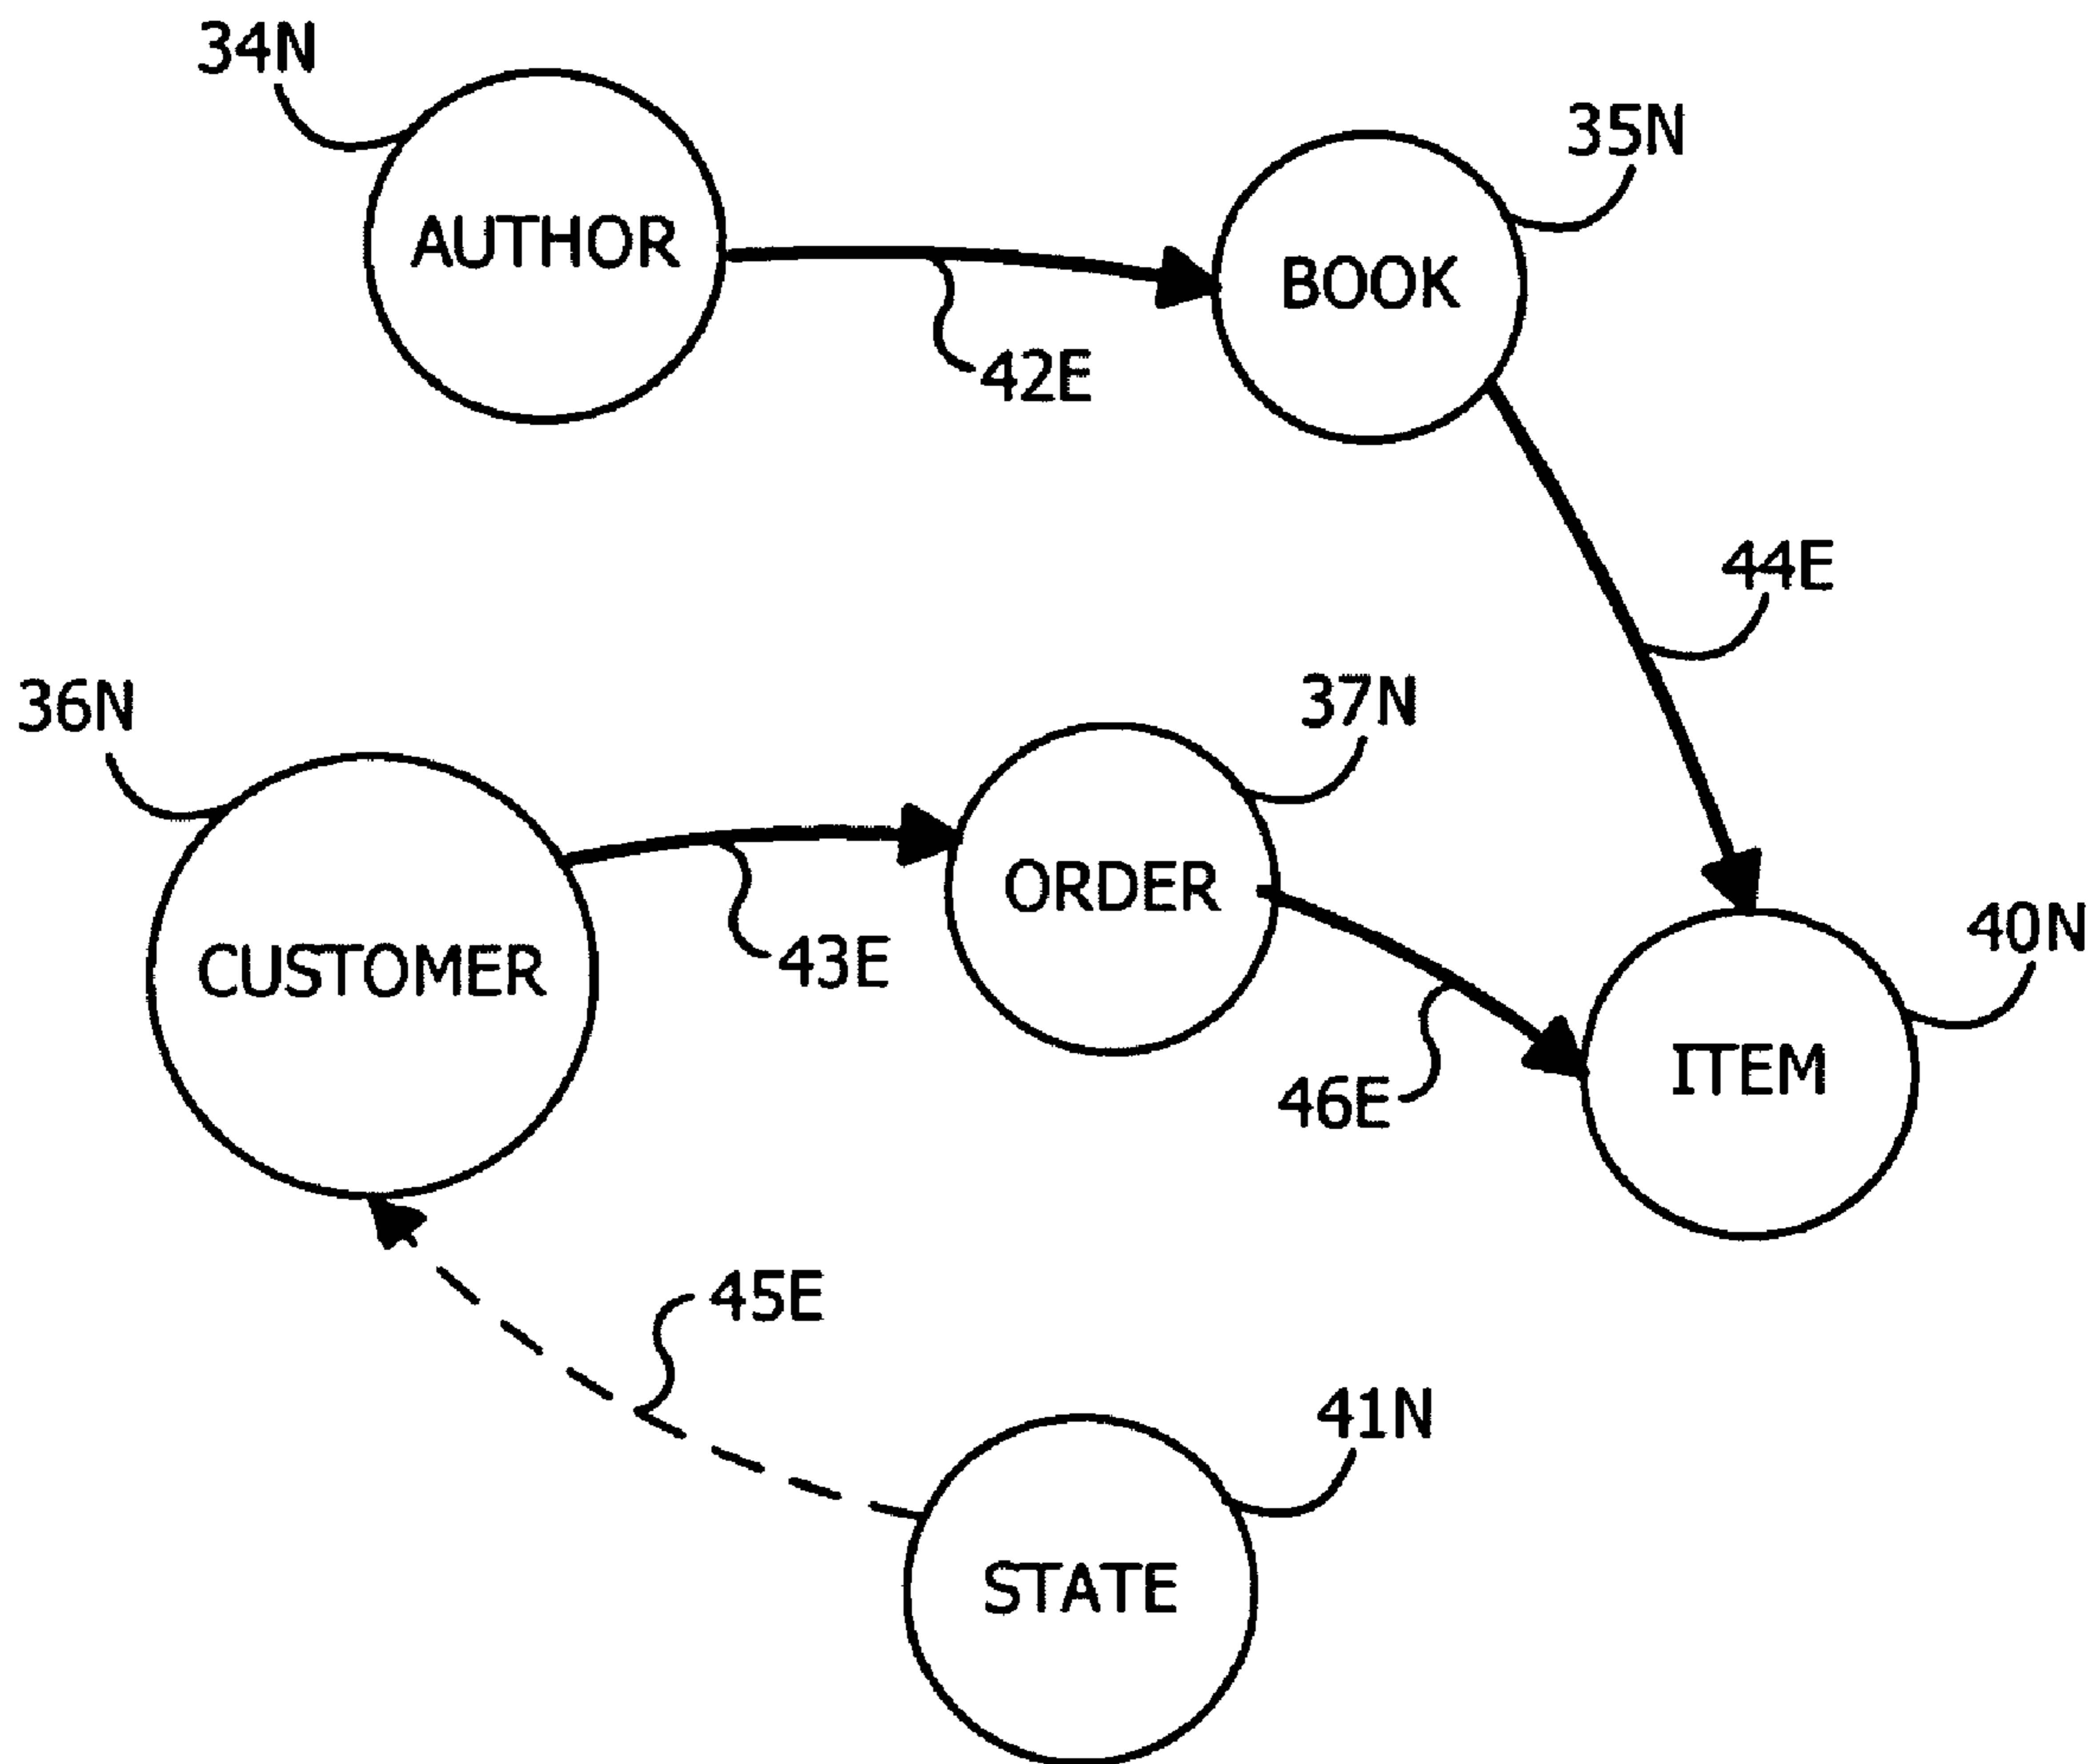 34N
35N
AUTHOR
BOOK
42E
44E
36N
37N
ORDER
40N
CUSTOMER
43E
ITEM
46E
45E
41N
STATE